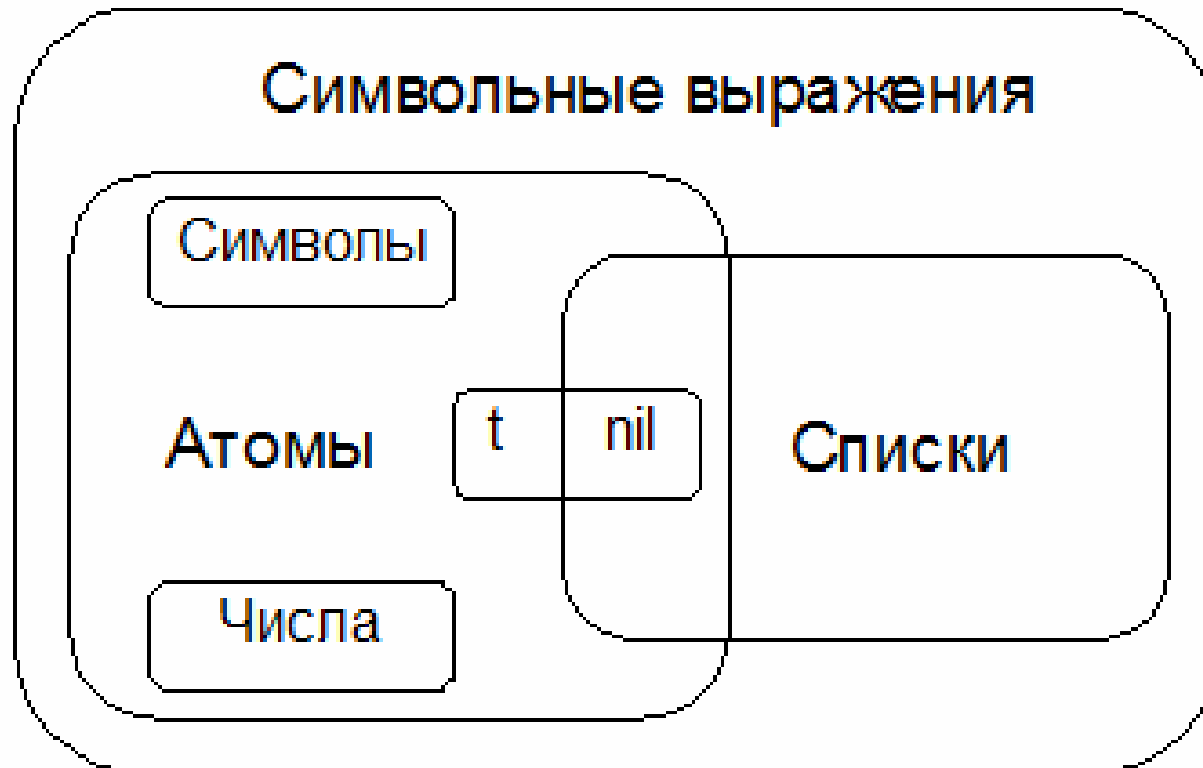 Символьные выражения
Символы
Атомы
t
nil
Списки
Числа